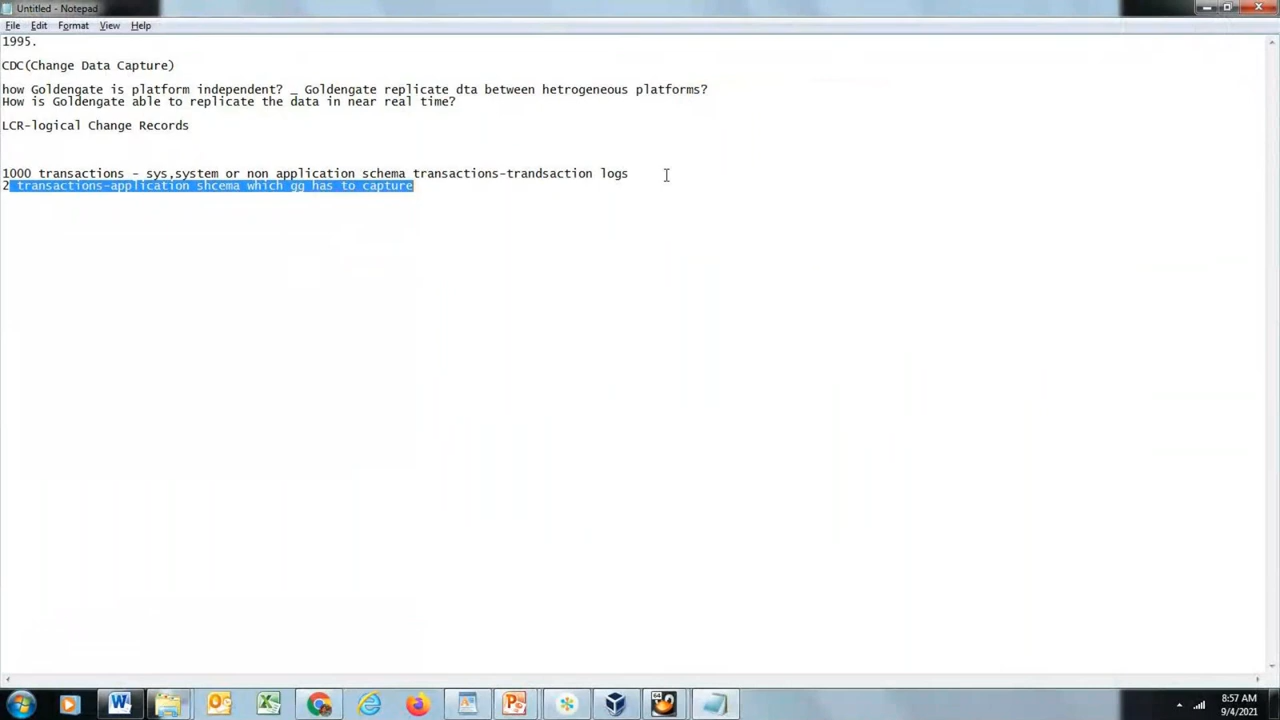 Untitled - Notepad
File Edit Format View Help
1995.
CDC(Change Data Capture)
how Goldengate is platform independent? _ Goldengate replicate dta between hetrogeneous platforms?
How is Goldengate able to replicate the data in near real time?
LCR-logical Change Records
1000 transactions - sys,system or non application schema transactions-trandsaction logs
2 transactions-application shcema which gg has to capture
8:57 AM
9/4/2021